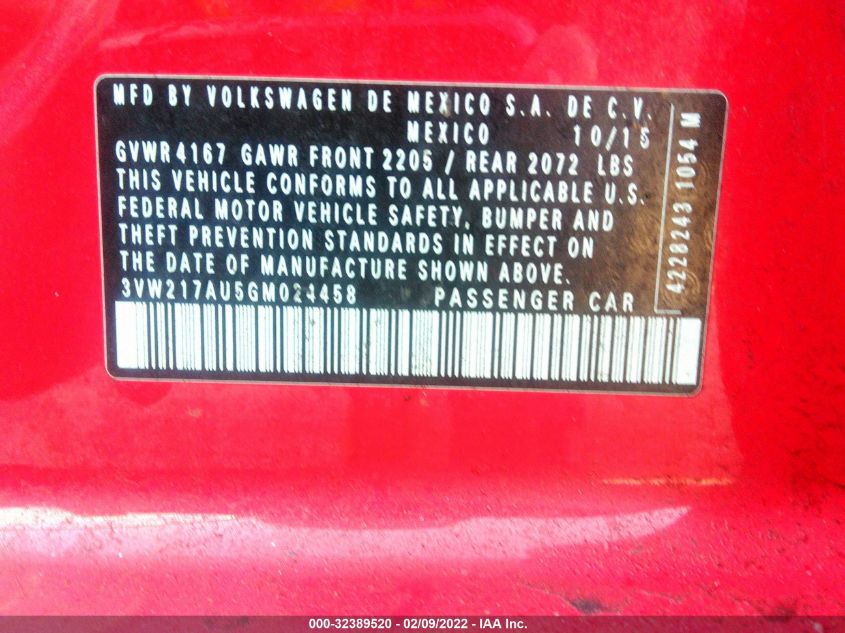 MFD BY VOLKSWAGEN DE MEXICO S.A. DE C.V.
MEXICO 10/15
GVWR 4167 GAWR FRONT 2205 / REAR 2072 LBS
THIS VEHICLE CONFORMS TO ALL APPLICABLE U.S.
FEDERAL MOTOR VEHICLE SAFETY, BUMPER AND
THEFT PREVENTION STANDARDS IN EFFECT ON
THE DATE OF MANUFACTURE SHOWN ABOVE.
3VW217AU5GM024458 PASSENGER CAR
4228243 1054 M
000-32389520 - 02/09/2022 - IAA Inc.